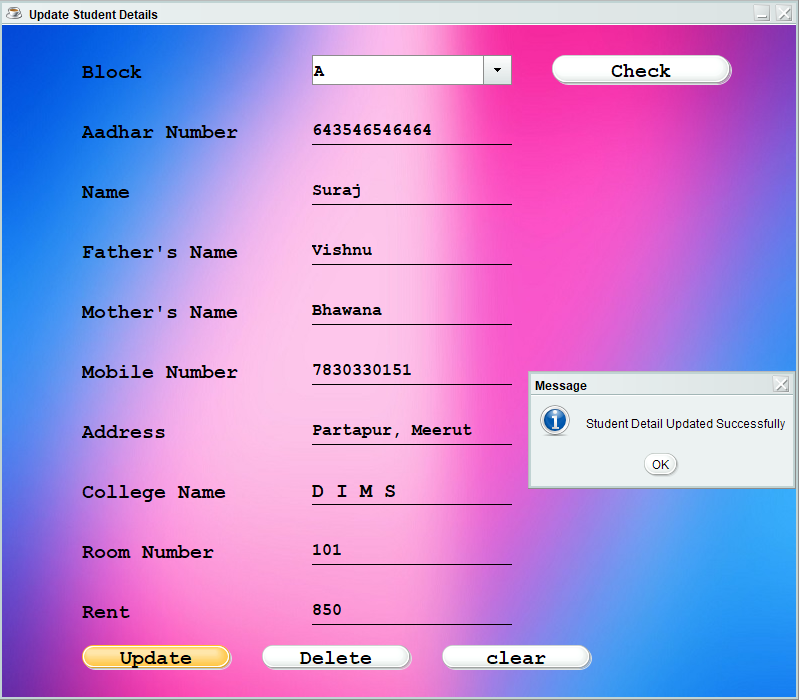 Update Student Details
Block A Check
Aadhar Number 643546546464
Name Suraj
Father's Name Vishnu
Mother's Name Bhawana
Mobile Number 7830330151
Message
Student Detail Updated Successfully
OK
Address Partapur, Meerut
College Name D I M S
Room Number 101
Rent 850
Update Delete clear